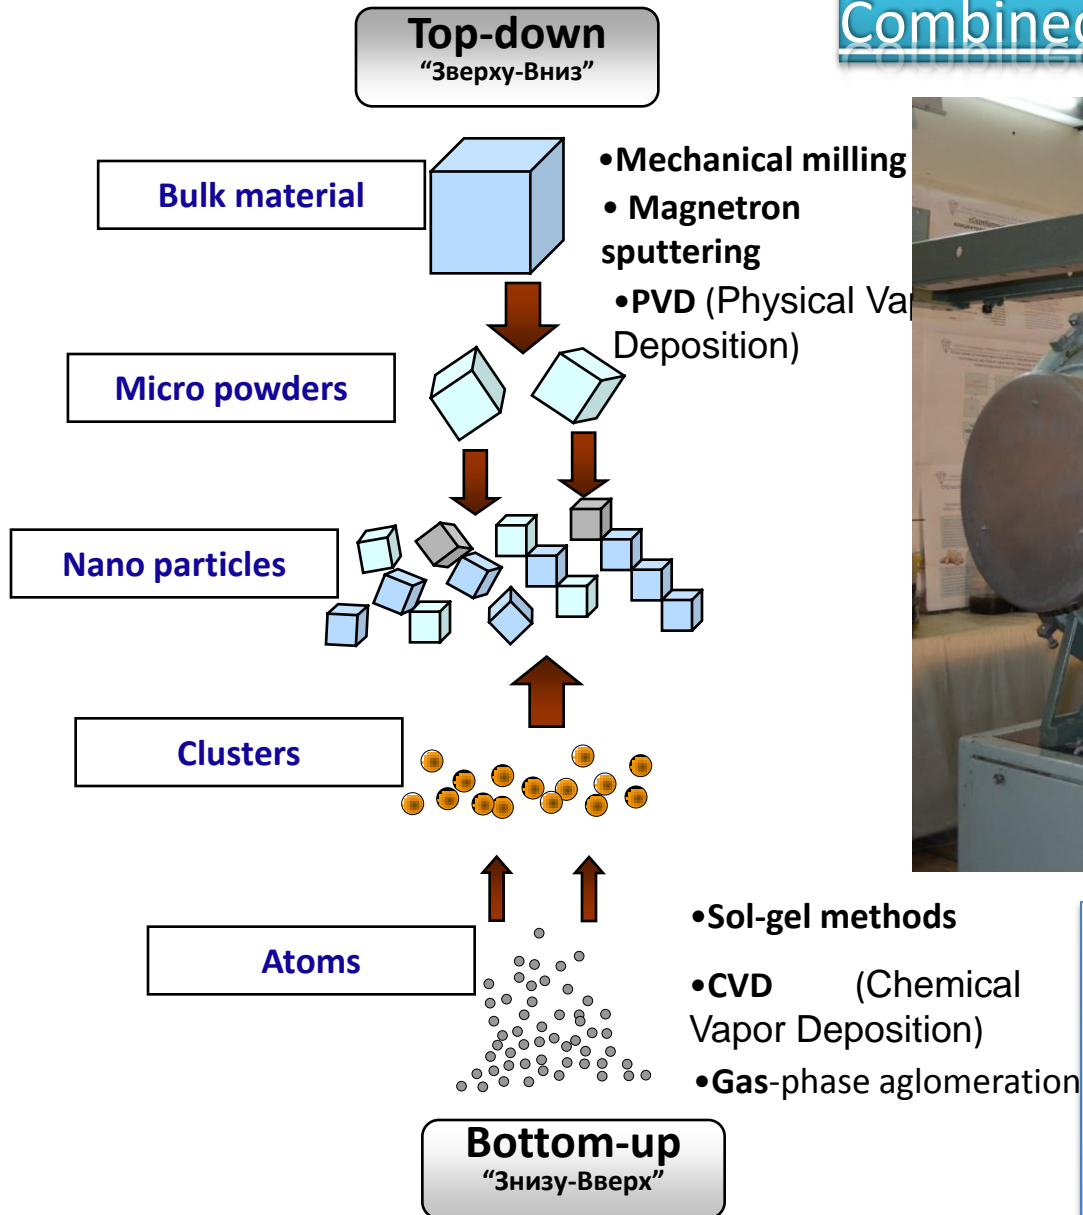 Top-down
“Зверху-Вниз”
Bulk material
•Mechanical milling
• Magnetron
sputtering
•PVD (Physical Va
Deposition)
Micro powders
Nano particles
Clusters
Atoms
•Sol-gel methods
•CVD (Chemical
Vapor Deposition)
•Gas-phase aglomeration
Bottom-up
“Знизу-Вверх”
Combined